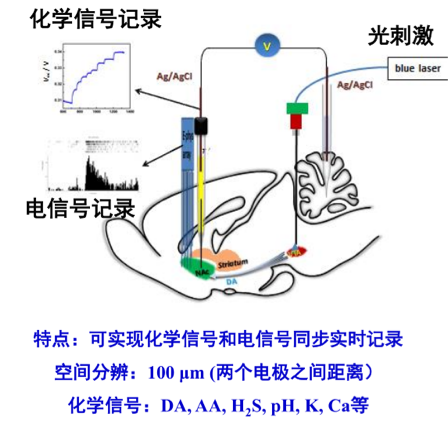 化学信号记录
光刺激
V
Ag/AgCl
Ag/AgCl
blue laser
电信号记录
NAc
Striatum
DA
特点：可实现化学信号和电信号同步实时记录
空间分辨：100 μm (两个电极之间距离）
化学信号：DA, AA, H₂S, pH, K, Ca等